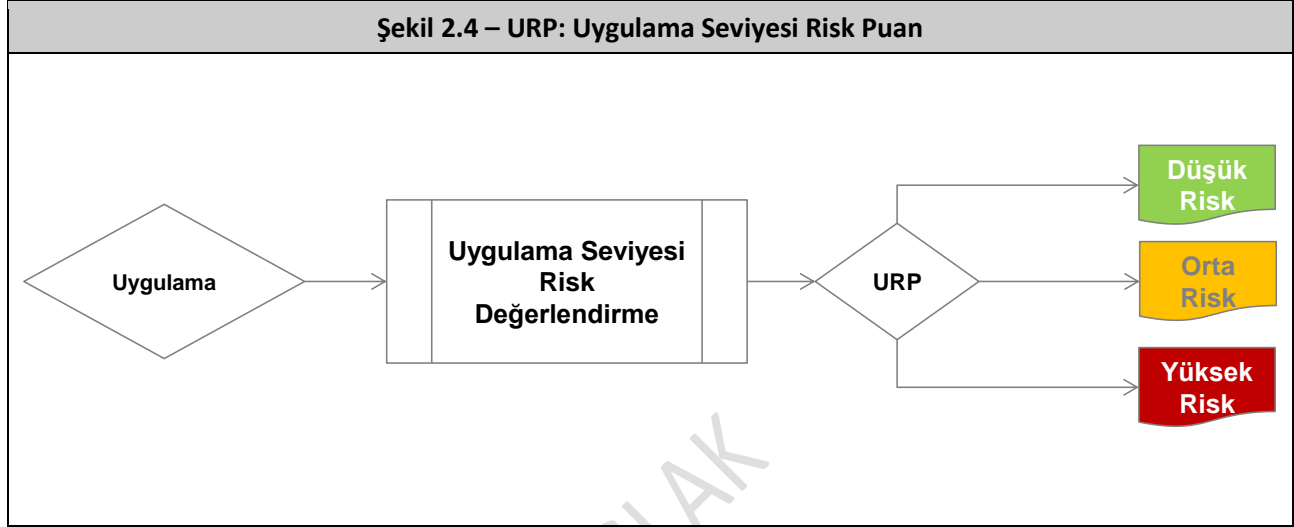 Şekil 2.4 – URP: Uygulama Seviyesi Risk Puan
Uygulama
Uygulama Seviyesi
Risk
Değerlendirme
URP
Düşük
Risk
Orta
Risk
Yüksek
Risk